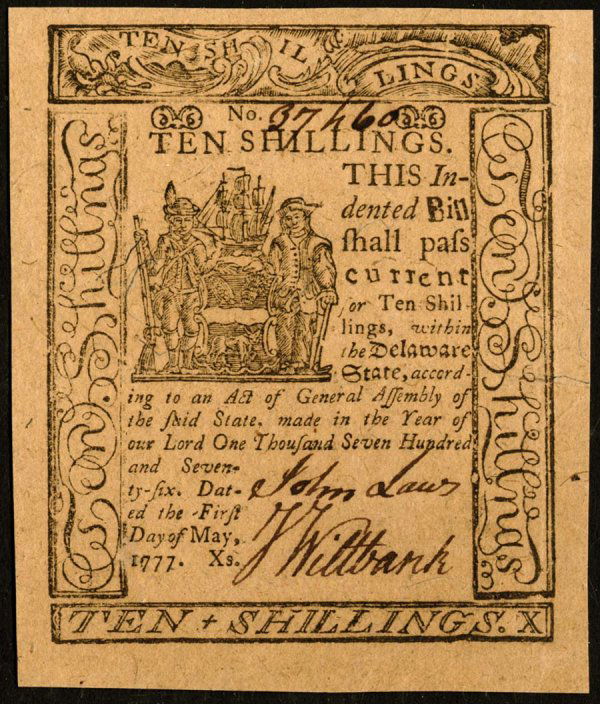 TEN SHIL
LINGS
No. 37460
TEN SHILLINGS.
THIS In-
dented Bill
ſhall paſs
current
for Ten Shil-
lings, within
the Delaware
State, accord-
ing to an Act of General Aſſembly of
the ſaid State, made in the Year of
our Lord One Thouſand Seven Hundred
and Seven-
ty-ſix. Dat-
ed the Firſt
Day of May,
1777. Xs.
John Laws
J Wiltbank
Ten Shillings
Ten Shillings
TEN + SHILLINGS. X